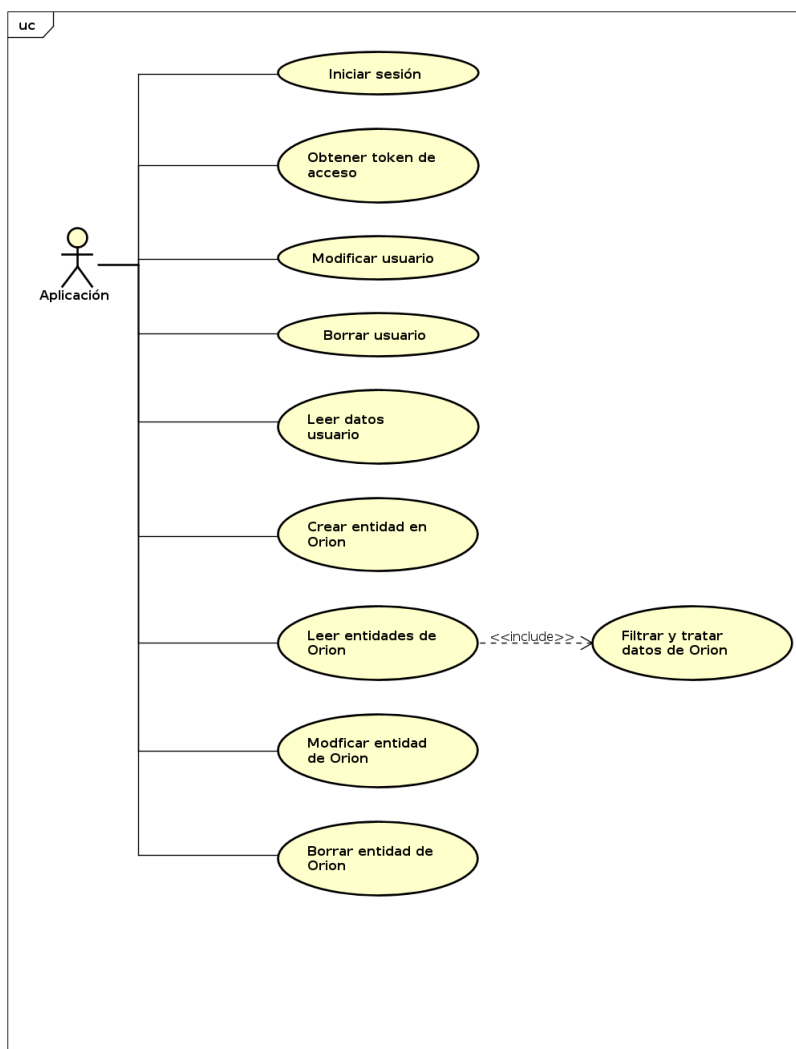 uc
Iniciar sesión
Obtener token de
acceso
Modificar usuario
Aplicación
Borrar usuario
Leer datos
usuario
Crear entidad en
Orion
Leer entidades de
Orion
<<include>>
Filtrar y tratar
datos de Orion
Modficar entidad
de Orion
Borrar entidad de
Orion